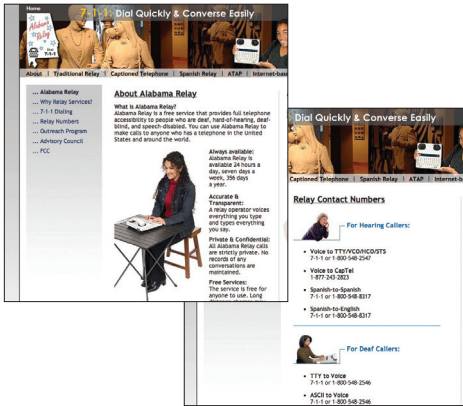 Home
7-1-1: Dial Quickly & Converse Easily
Alabama
Relay
Dial
7-1-1
About | Traditional Relay | Captioned Telephone | Spanish Relay | ATAP | Internet-bas
... Alabama Relay
... Why Relay Services?
... 7-1-1 Dialing
... Relay Numbers
... Outreach Program
... Advisory Council
... FCC
About Alabama Relay
What is Alabama Relay?
Alabama Relay is a free service that provides full telephone
accessibility to people who are deaf, hard-of-hearing, deaf-
blind, and speech-disabled. You can use Alabama Relay to
make calls to anyone who has a telephone in the United
States and around the world.
Always available:
Alabama Relay is
available 24 hours a
day, seven days a
week, 356 days
a year.
Accurate &
Transparent:
A relay operator voices
everything you type
and types everything
you say.
Private & Confidential:
All Alabama Relay calls
are strictly private. No
records of any
conversations are
maintained.
Free Services:
The service is free for
anyone to use. Long
Dial Quickly & Converse Easily
Captioned Telephone | Spanish Relay | ATAP | Internet-b
Relay Contact Numbers
For Hearing Callers:
• Voice to TTY/VCO/HCO/STS
7-1-1 or 1-800-548-2547
• Voice to CapTel
1-877-243-2823
• Spanish-to-Spanish
7-1-1 or 1-800-548-8317
• Spanish-to-English
7-1-1 or 1-800-548-8317
For Deaf Callers:
• TTY to Voice
7-1-1 or 1-800-548-2546
• ASCII to Voice
7-1-1 or 1-800-548-2546